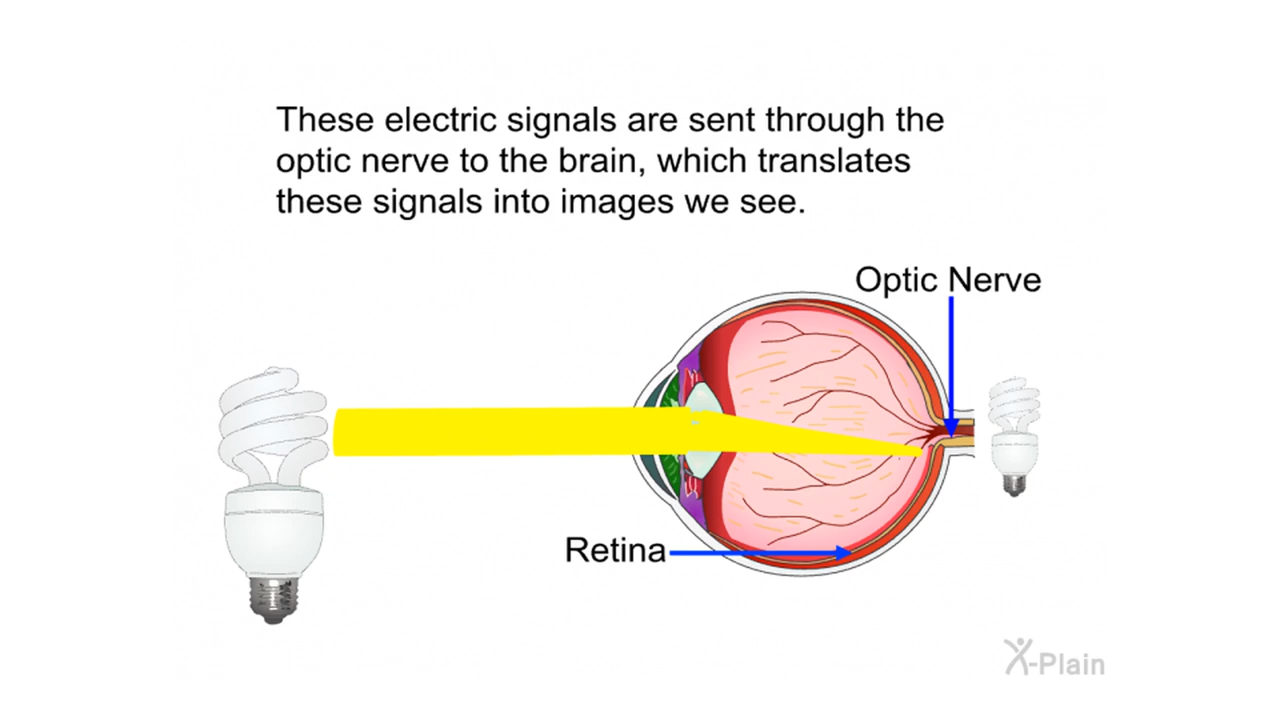 These electric signals are sent through the
optic nerve to the brain, which translates
these signals into images we see.
Optic Nerve
Retina
X-Plain